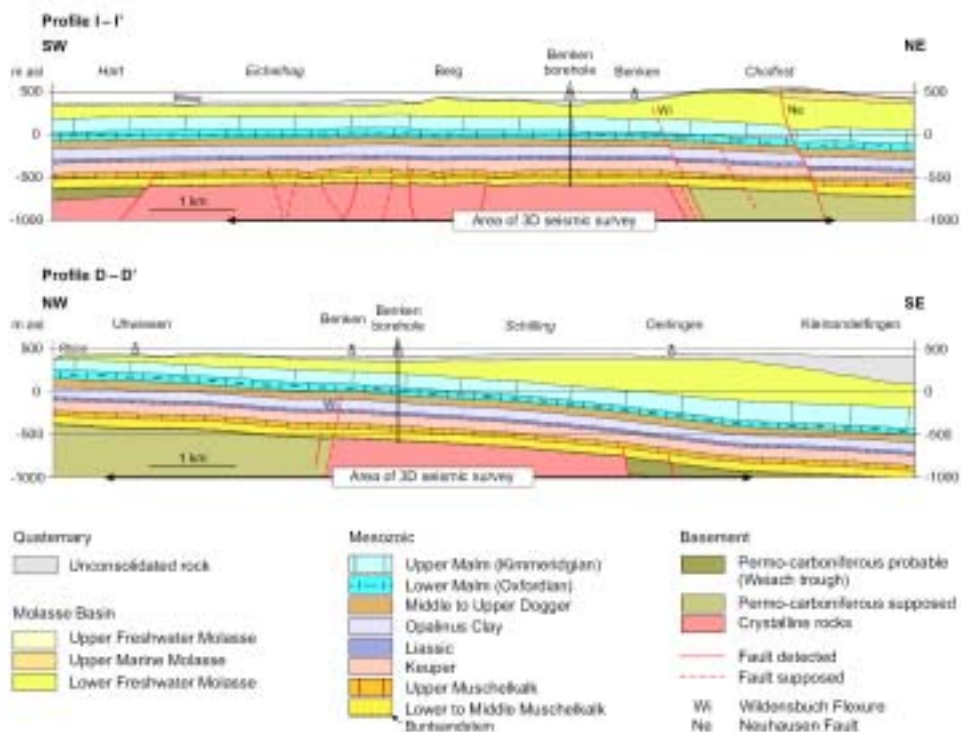 Profile I – I'
SW NE
m asl Hart Berg Benken borehole Benken
500 500
Wi Ne
0 0
-500 -500
1 km
-1000 -1000
Area of 3D seismic survey
Profile D – D'
NW SE
m asl Benken Benken borehole Schilling Oerlingen Kleinandelfingen
500 500
0 0
-500 -500
1 km
-1000 -1000
Area of 3D seismic survey
Quaternary
Unconsolidated rock
Molasse Basin
Upper Freshwater Molasse
Upper Marine Molasse
Lower Freshwater Molasse
Mesozoic
Upper Malm (Kimmeridgian)
Lower Malm (Oxfordian)
Middle to Upper Dogger
Opalinus Clay
Liassic
Keuper
Upper Muschelkalk
Lower to Middle Muschelkalk
Buntsandstein
Basement
Permo-carboniferous probable
(Weiach trough)
Permo-carboniferous supposed
Crystalline rocks
Fault detected
Fault supposed
Wi Wildensbuch Flexure
Ne Neuhausen Fault